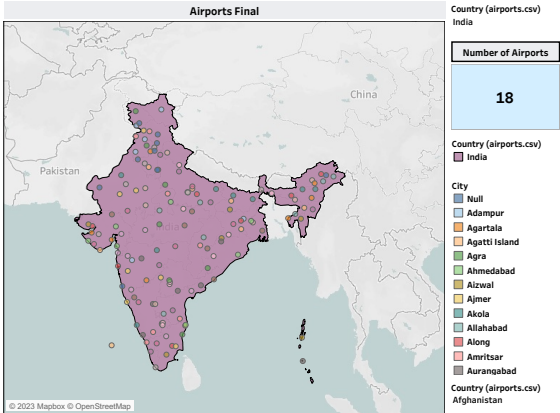 Airports Final
Country (airports.csv)
India
Number of Airports
18
China
Pakistan
India
Country (airports.csv)
India
City
Null
Adampur
Agartala
Agatti Island
Agra
Ahmedabad
Aizwal
Ajmer
Akola
Allahabad
Along
Amritsar
Aurangabad
Country (airports.csv)
Afghanistan
© 2023 Mapbox © OpenStreetMap